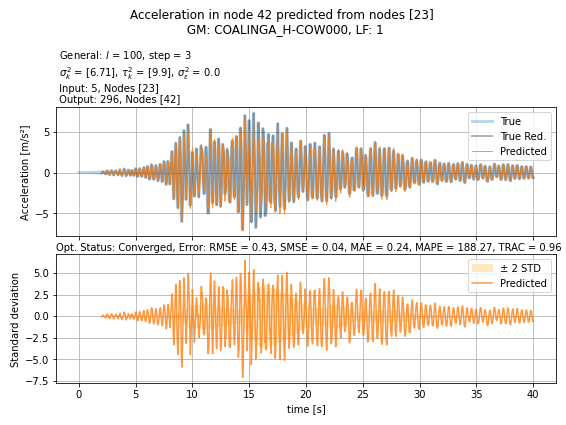 Acceleration in node 42 predicted from nodes [23]
GM: COALINGA_H-COW000, LF: 1
General: l = 100, step = 3
σ²ₖ = [6.71], τ²ₖ = [9.9], σ²ε = 0.0
Input: 5, Nodes [23]
Output: 296, Nodes [42]
True
True Red.
Predicted
Acceleration [m/s²]
5
0
−5
Opt. Status: Converged, Error: RMSE = 0.43, SMSE = 0.04, MAE = 0.24, MAPE = 188.27, TRAC = 0.96
± 2 STD
Predicted
Standard deviation
5.0
2.5
0.0
−2.5
−5.0
−7.5
0 5 10 15 20 25 30 35 40
time [s]